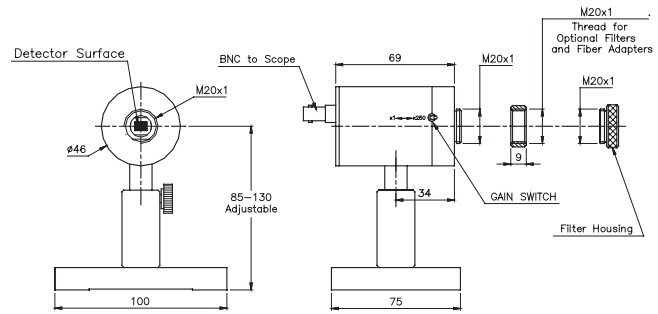 Detector Surface
M20x1
ø46
85-130
Adjustable
100
BNC to Scope
69
x1
x260
34
GAIN SWITCH
75
M20x1
M20x1
Thread for
Optional Filters
and Fiber Adapters
9
M20x1
Filter Housing